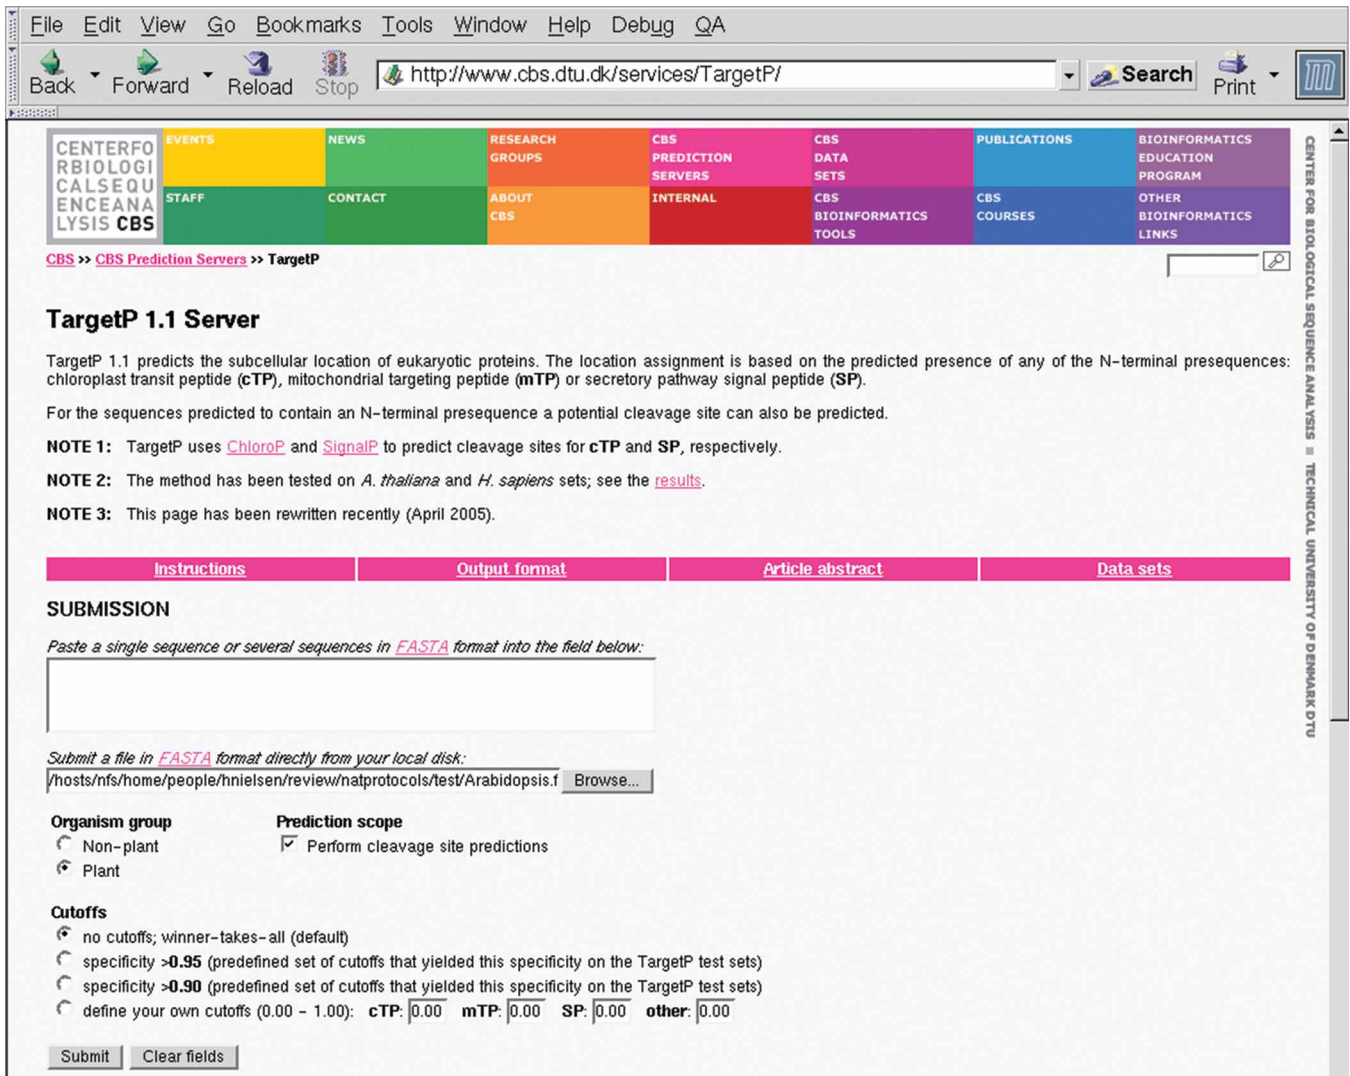 File Edit View Go Bookmarks Tools Window Help Debug QA
Back Forward Reload Stop http://www.cbs.dtu.dk/services/TargetP/ Search Print
CENTERFO
RBIOLOGI
CALSEQU
ENCEANA
LYSIS CBS
EVENTS
NEWS
RESEARCH
GROUPS
CBS
PREDICTION
SERVERS
CBS
DATA
SETS
PUBLICATIONS
BIOINFORMATICS
EDUCATION
PROGRAM
STAFF
CONTACT
ABOUT
CBS
INTERNAL
CBS
BIOINFORMATICS
TOOLS
CBS
COURSES
OTHER
BIOINFORMATICS
LINKS
CENTER FOR BIOLOGICAL SEQUENCE ANALYSIS = TECHNICAL UNIVERSITY OF DENMARK DTU
CBS >> CBS Prediction Servers >> TargetP
TargetP 1.1 Server
TargetP 1.1 predicts the subcellular location of eukaryotic proteins. The location assignment is based on the predicted presence of any of the N-terminal presequences:
chloroplast transit peptide (cTP), mitochondrial targeting peptide (mTP) or secretory pathway signal peptide (SP).
For the sequences predicted to contain an N-terminal presequence a potential cleavage site can also be predicted.
NOTE 1: TargetP uses ChloroP and SignalP to predict cleavage sites for cTP and SP, respectively.
NOTE 2: The method has been tested on A. thaliana and H. sapiens sets; see the results.
NOTE 3: This page has been rewritten recently (April 2005).
Instructions Output format Article abstract Data sets
SUBMISSION
Paste a single sequence or several sequences in FASTA format into the field below:
Submit a file in FASTA format directly from your local disk:
/hosts/nfs/home/people/hnielsen/review/natprotocols/test/Arabidopsis.f Browse...
Organism group Prediction scope
Non-plant Perform cleavage site predictions
Plant
Cutoffs
no cutoffs; winner-takes-all (default)
specificity >0.95 (predefined set of cutoffs that yielded this specificity on the TargetP test sets)
specificity >0.90 (predefined set of cutoffs that yielded this specificity on the TargetP test sets)
define your own cutoffs (0.00 - 1.00): cTP: 0.00 mTP: 0.00 SP: 0.00 other: 0.00
Submit Clear fields